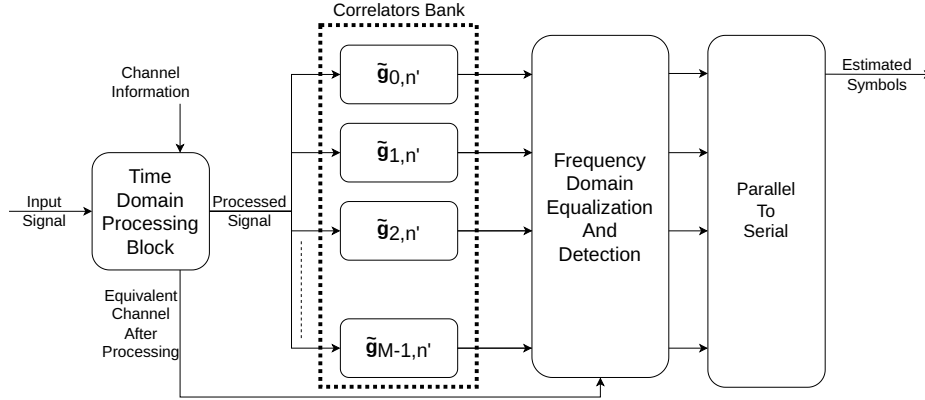 Correlators Bank
Channel
Information
g̃0,n'
Estimated
Symbols
g̃1,n'
Time
Domain
Processing
Block
Input
Signal
Processed
Signal
g̃2,n'
Frequency
Domain
Equalization
And
Detection
Parallel
To
Serial
Equivalent
Channel
After
Processing
g̃M-1,n'